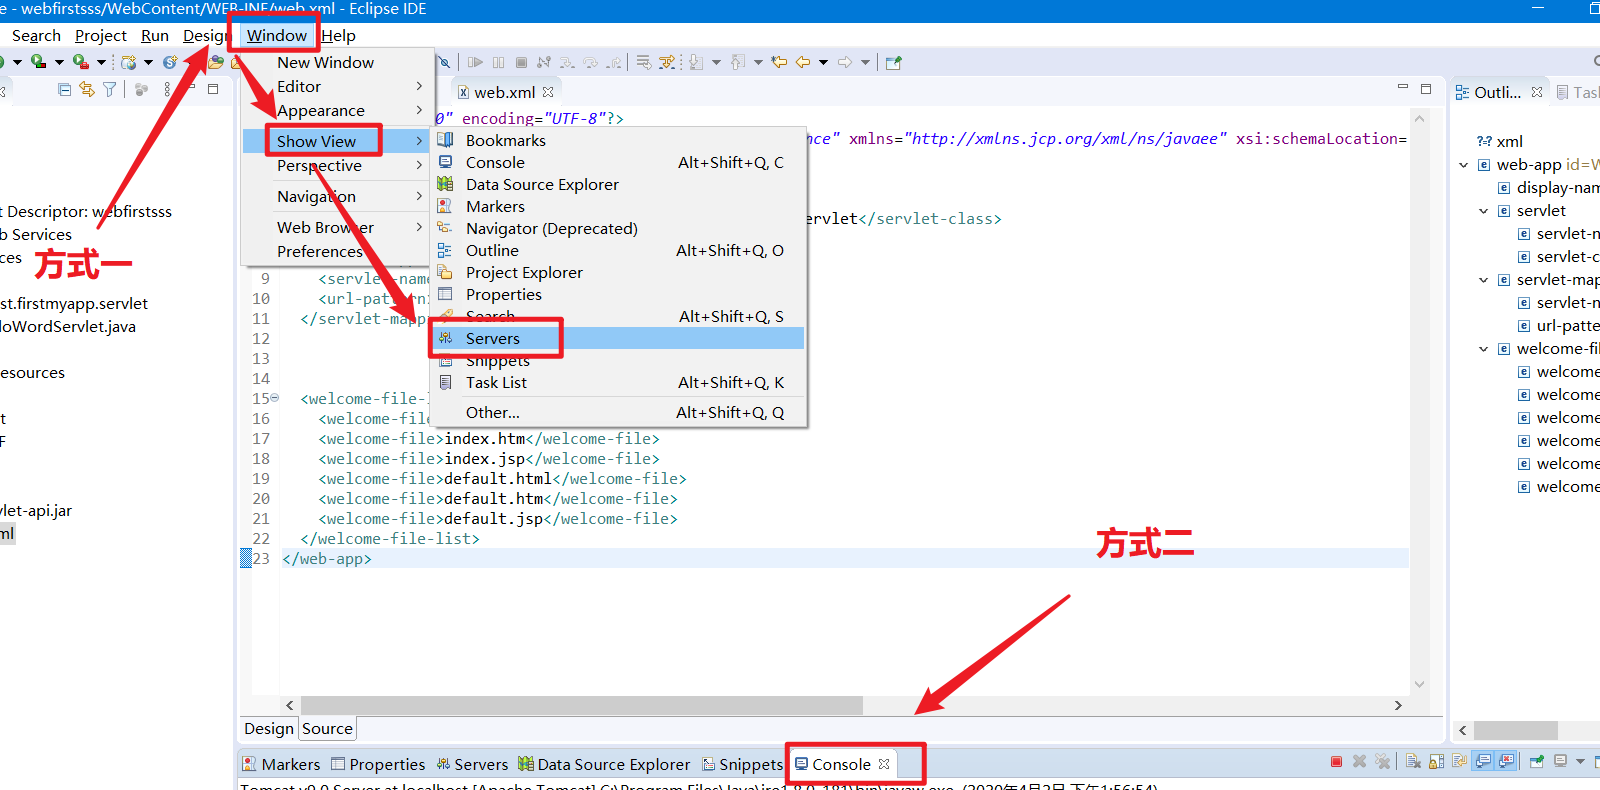 e - webfirstsss/WebContent/WEB-INF/web.xml - Eclipse IDE
Search Project Run Design Window Help
New Window
Editor
Appearance
Show View
Perspective
Navigation
Web Browser
Preferences
web.xml
Outli...
Task
0" encoding="UTF-8"?>
nce" xmlns="http://xmlns.jcp.org/xml/ns/javaee" xsi:schemaLocation=
Bookmarks
Console Alt+Shift+Q, C
Data Source Explorer
Markers
Navigator (Deprecated)
Outline Alt+Shift+Q, O
Project Explorer
Properties
Search Alt+Shift+Q, S
Servers
Snippets
Task List Alt+Shift+Q, K
Other... Alt+Shift+Q, Q
ervlet</servlet-class>
t Descriptor: webfirstsss
b Services
ces
方式一
st.firstmyapp.servlet
loWordServlet.java
esources
t
F
vlet-api.jar
ml
9 <servlet-name
10 <url-pattern
11 </servlet-mapp
12
13
14
15 <welcome-file-l
16 <welcome-file
17 <welcome-file>index.htm</welcome-file>
18 <welcome-file>index.jsp</welcome-file>
19 <welcome-file>default.html</welcome-file>
20 <welcome-file>default.htm</welcome-file>
21 <welcome-file>default.jsp</welcome-file>
22 </welcome-file-list>
23 </web-app>
方式二
?=? xml
web-app id=W
display-nam
servlet
servlet-n
servlet-c
servlet-map
servlet-n
url-patte
welcome-fil
welcome
welcome
welcome
welcome
welcome
welcome
Design Source
Markers Properties Servers Data Source Explorer Snippets Console
Tomcat v9.0 Server at localhost [Apache Tomcat] C:\Program Files\Java\jre1.8.0_181\bin\javaw.exe (2020年4月2日 下午1:56:54)